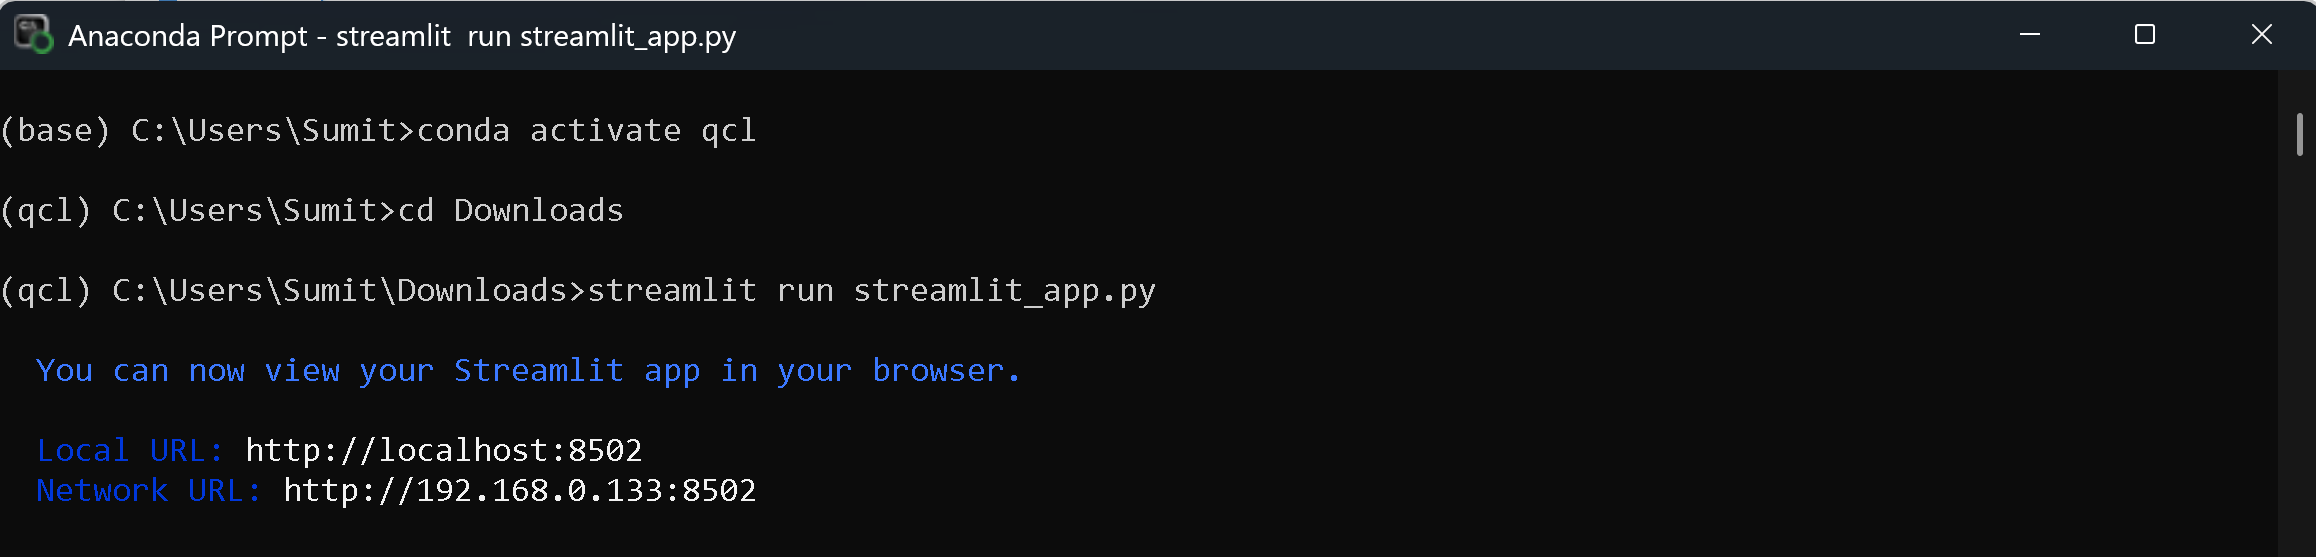 Anaconda Prompt - streamlit  run streamlit_app.py
(base) C:\Users\Sumit>conda activate qcl
(qcl) C:\Users\Sumit>cd Downloads
(qcl) C:\Users\Sumit\Downloads>streamlit run streamlit_app.py
You can now view your Streamlit app in your browser.
Local URL: http://localhost:8502
Network URL: http://192.168.0.133:8502